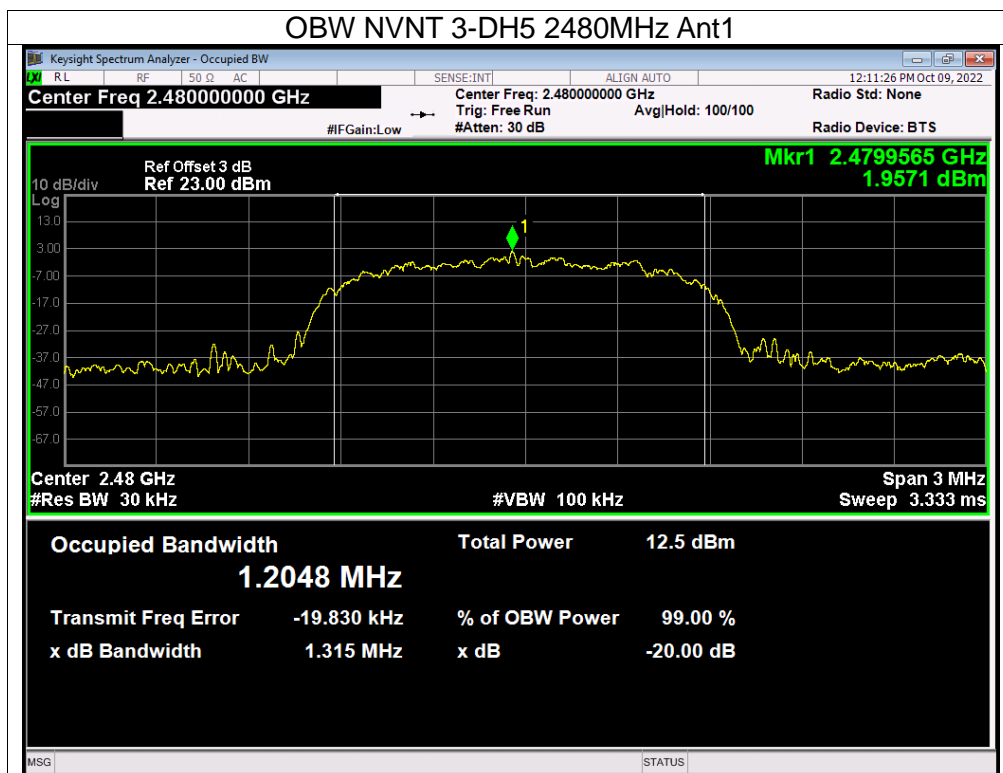 OBW NVNT 3-DH5 2480MHz Ant1
Keysight Spectrum Analyzer - Occupied BW
LXI RL RF 50 Ω AC SENSE:INT ALIGN AUTO 12:11:26 PM Oct 09, 2022
Center Freq 2.480000000 GHz Center Freq: 2.480000000 GHz Radio Std: None
Trig: Free Run Avg|Hold: 100/100
#IFGain:Low #Atten: 30 dB Radio Device: BTS
Mkr1 2.4799565 GHz
1.9571 dBm
Ref Offset 3 dB
10 dB/div Ref 23.00 dBm
Log
13.0
1
3.00
-7.00
-17.0
-27.0
-37.0
-47.0
-57.0
-67.0
Center 2.48 GHz Span 3 MHz
#Res BW 30 kHz #VBW 100 kHz Sweep 3.333 ms
Occupied Bandwidth Total Power 12.5 dBm
1.2048 MHz
Transmit Freq Error -19.830 kHz % of OBW Power 99.00 %
x dB Bandwidth 1.315 MHz x dB -20.00 dB
MSG STATUS